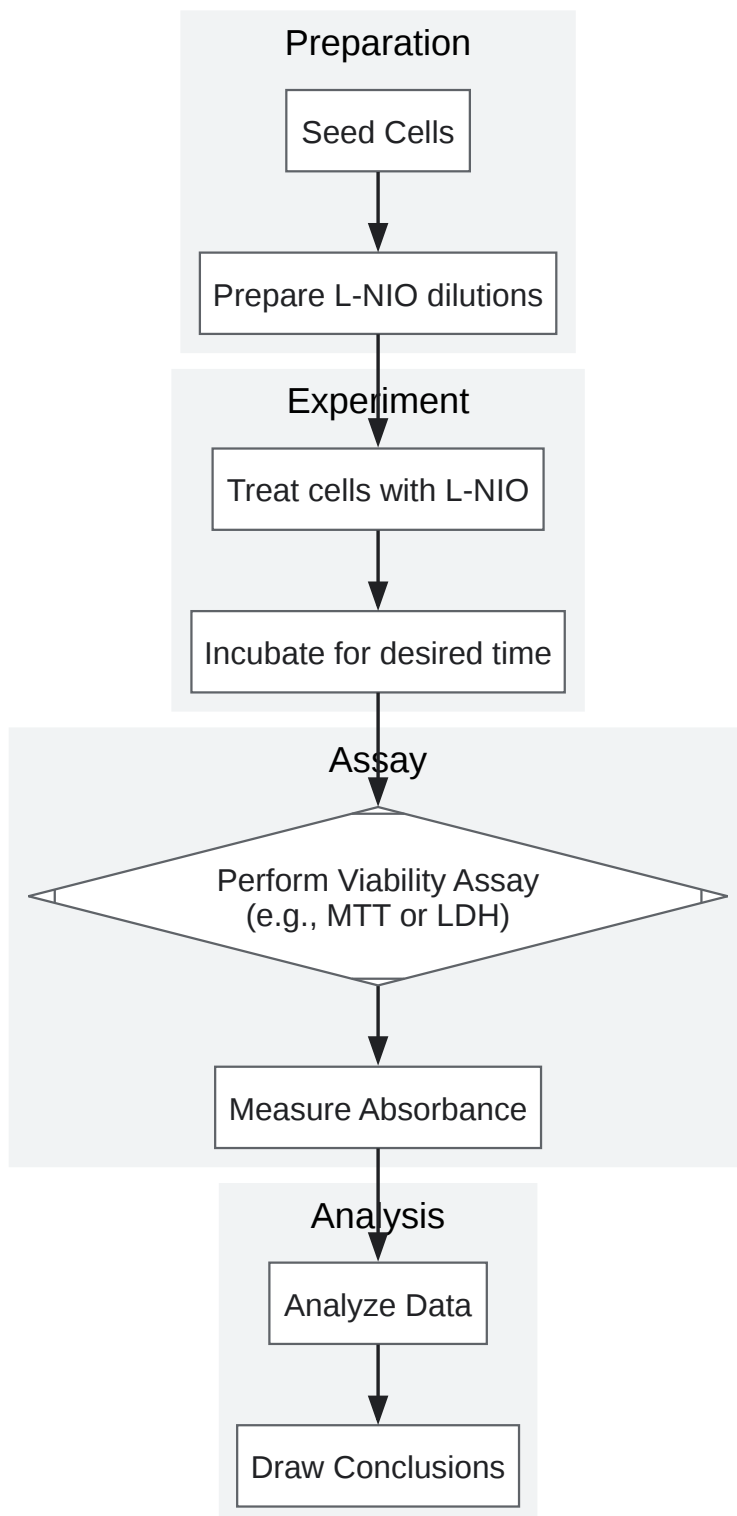 Preparation
Seed Cells
Prepare L-NIO dilutions
Experiment
Treat cells with L-NIO
Incubate for desired time
Assay
Perform Viability Assay
(e.g., MTT or LDH)
Measure Absorbance
Analysis
Analyze Data
Draw Conclusions